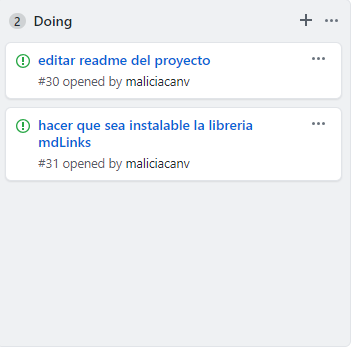 2 Doing
editar readme del proyecto
#30 opened by maliciacanv
hacer que sea instalable la libreria
mdLinks
#31 opened by maliciacanv